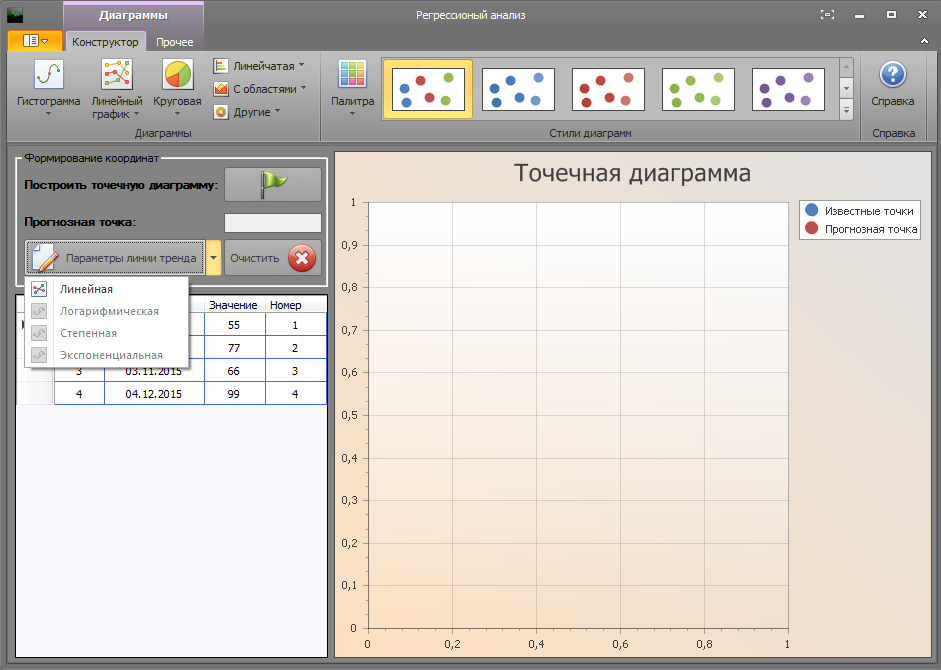 Диаграммы
Регрессионый анализ
Конструктор
Прочее
Гистограмма
Линейный график
Круговая
Линейчатая
С областями
Другие
Диаграммы
Палитра
Стили диаграмм
Справка
Справка
Формирование координат
Построить точечную диаграмму:
Прогнозная точка:
Параметры линии тренда
Очистить
Линейная
Логарифмическая
Степенная
Экспоненциальная
Значение Номер
55 1
77 2
3 03.11.2015 66 3
4 04.12.2015 99 4
Точечная диаграмма
Известные точки
Прогнозная точка
1
0,9
0,8
0,7
0,6
0,5
0,4
0,3
0,2
0,1
0
0 0,2 0,4 0,6 0,8 1